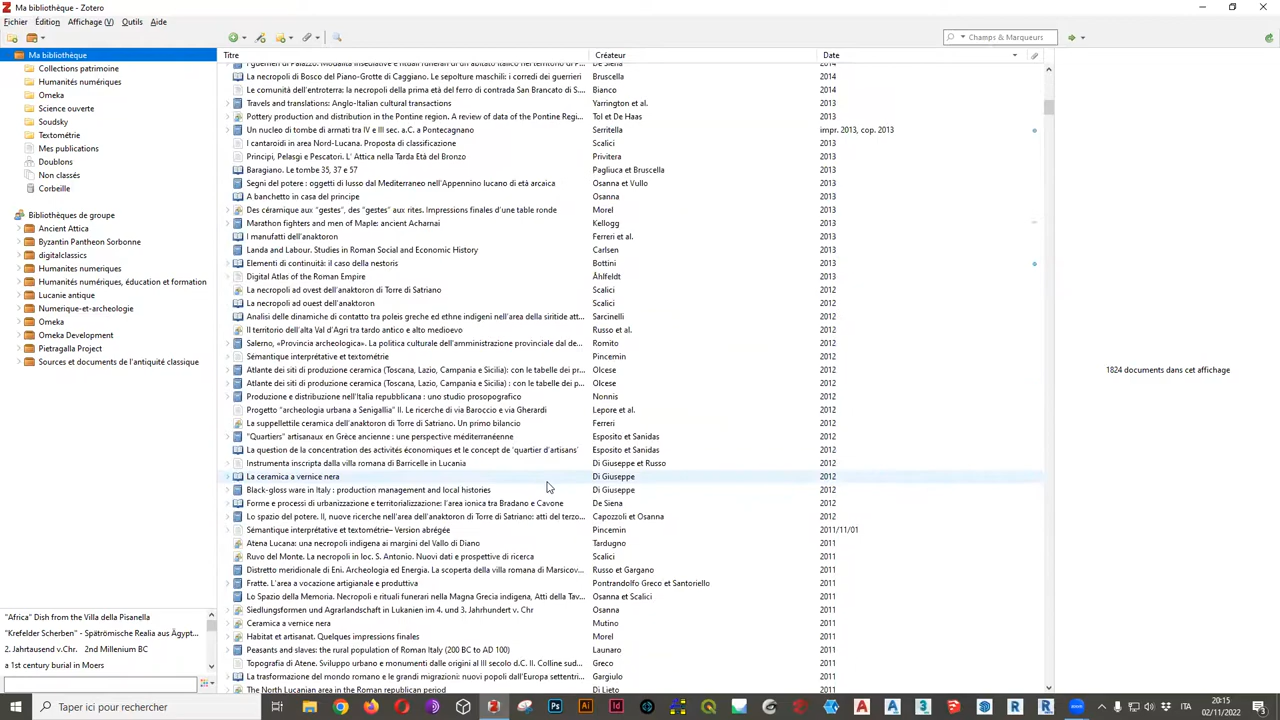 Ma bibliothèque - Zotero
Fichier Édition Affichage (V) Outils Aide
Champs & Marqueurs
Ma bibliothèque
Collections patrimoine
Humanités numériques
Omeka
Science ouverte
Soudsky
Textométrie
Mes publications
Doublons
Non classés
Corbeille
Bibliothèques de groupe
Ancient Attica
Byzantin Pantheon Sorbonne
digitalclassics
Humanites numeriques
Humanités numériques, éducation et formation
Lucanie antique
Numerique-et-archeologie
Omeka
Omeka Development
Pietragalla Project
Sources et documents de l'antiquité classique
"Africa" Dish from the Villa della Pisanella
"Krefelder Scherben" - Spätrömische Realia aus Ägypt...
2. Jahrtausend v.Chr. 2nd Millenium BC
a 1st century burial in Moers
Titre Créateur Date
La necropoli di Bosco del Piano-Grotte di Caggiano. Le sepolture maschili: i corredi dei guerrieri Bruscella 2014
Le comunità dell'entroterra: la necropoli della prima età del ferro di contrada San Brancato di S... Bianco 2014
Travels and translations: Anglo-Italian cultural transactions Yarrington et al. 2013
Pottery production and distribution in the Pontine region. A review of data of the Pontine Regi... Tol et De Haas 2013
Un nucleo di tombe di armati tra IV e III sec. a.C. a Pontecagnano Serritella impr. 2013, cop. 2013
I cantaroidi in area Nord-Lucana. Proposta di classificazione Scalici 2013
Principi, Pelasgi e Pescatori. L' Attica nella Tarda Età del Bronzo Privitera 2013
Baragiano. Le tombe 35, 37 e 57 Pagliuca et Bruscella 2013
Segni del potere : oggetti di lusso dal Mediterraneo nell'Appennino lucano di età arcaica Osanna et Vullo 2013
A banchetto in casa del principe Osanna 2013
Des céramique aux "gestes", des "gestes" aux rites. Impressions finales d'une table ronde Morel 2013
Marathon fighters and men of Maple: ancient Acharnai Kellogg 2013
I manufatti dell'anaktoron Ferreri et al. 2013
Landa and Labour. Studies in Roman Social and Economic History Carlsen 2013
Elementi di continuità: il caso della nestoris Bottini 2013
Digital Atlas of the Roman Empire Åhlfeldt 2013
La necropoli ad ovest dell'anaktoron di Torre di Satriano Scalici 2012
La necropoli ad ouest dell'anaktoron Scalici 2012
Analisi delle dinamiche di contatto tra poleis greche ed ethne indigeni nell'area della siritide att... Sarcinelli 2012
Il territorio dell'alta Val d'Agri tra tardo antico e alto medioevo Russo et al. 2012
Salerno, «Provincia archeologica». La politica culturale dell'amministrazione provinciale dal de... Romito 2012
Sémantique interprétative et textométrie Pincemin 2012
Atlante dei siti di produzione ceramica (Toscana, Lazio, Campania e Sicilia): con le tabelle dei pr... Olcese 2012
Atlante dei siti di produzione ceramica (Toscana, Lazio, Campania e Sicilia) : con le tabelle dei p... Olcese 2012
Produzione e distribuzione nell'Italia repubblicana : uno studio prosopografico Nonnis 2012
Progetto "archeologia urbana a Senigallia" II. Le ricerche di via Baroccio e via Gherardi Lepore et al. 2012
La suppellettile ceramica dell'anaktoron di Torre di Satriano. Un primo bilancio Ferreri 2012
"Quartiers" artisanaux en Grèce ancienne : une perspective méditerranéenne Esposito et Sanidas 2012
La question de la concentration des activités économiques et le concept de 'quartier d'artisans' Esposito et Sanidas 2012
Instrumenta inscripta dalla villa romana di Barricelle in Lucania Di Giuseppe et Russo 2012
La ceramica a vernice nera Di Giuseppe 2012
Black-gloss ware in Italy : production management and local histories Di Giuseppe 2012
Forme e processi di urbanizzazione e territorializzazione: l'area ionica tra Bradano e Cavone De Siena 2012
Lo spazio del potere. II, nuove ricerche nell'area dell'anaktoron di Torre di Satriano: atti del terzo... Capozzoli et Osanna 2012
Sémantique interprétative et textométrie– Version abrégée Pincemin 2011/11/01
Atena Lucana: una necropoli indigena ai margini del Vallo di Diano Tardugno 2011
Ruvo del Monte. La necropoli in loc. S. Antonio. Nuovi dati e prospettive di ricerca Scalici 2011
Distretto meridionale di Eni. Archeologia ed Energia. La scoperta della villa romana di Marsicov... Russo et Gargano 2011
Fratte. L'area a vocazione artigianale e produttiva Pontrandolfo Greco et Santoriello 2011
Lo Spazio della Memoria. Necropoli e rituali funerari nella Magna Grecia indigena, Atti della Tav... Osanna et Scalici 2011
Siedlungsformen und Agrarlandschaft in Lukanien im 4. und 3. Jahrhundert v. Chr Osanna 2011
Ceramica a vernice nera Mutino 2011
Habitat et artisanat. Quelques impressions finales Morel 2011
Peasants and slaves: the rural population of Roman Italy (200 BC to AD 100) Launaro 2011
Topografia di Atene. Sviluppo urbano e monumenti dalle origini al III secolo d.C. II. Colline sud... Greco 2011
La trasformazione del mondo romano e le grandi migrazioni: nuovi popoli dall'Europa settentri... Gargiulo 2011
The North Lucanian area in the Roman republican period Di Lieto 2011
1824 documents dans cet affichage
Taper ici pour rechercher
ITA
20:15
02/11/2022